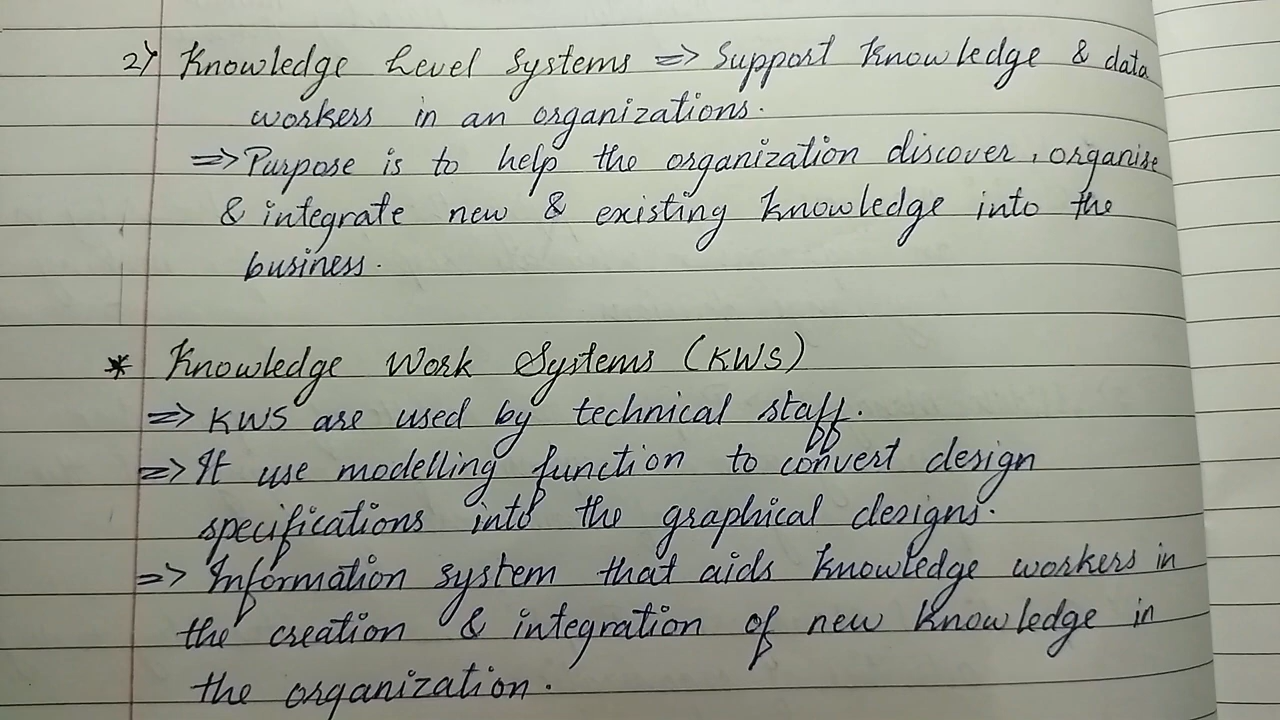 2) Knowledge Level Systems => Support Knowledge & data
workers in an organizations.
=> Purpose is to help the organization discover, organise
& integrate new & existing knowledge into the
business.
* Knowledge Work Systems (KWS)
=> KWS are used by technical staff.
=> It use modelling function to convert design
specifications into the graphical designs.
=> Information system that aids knowledge workers in
the creation & integration of new knowledge in
the organization.